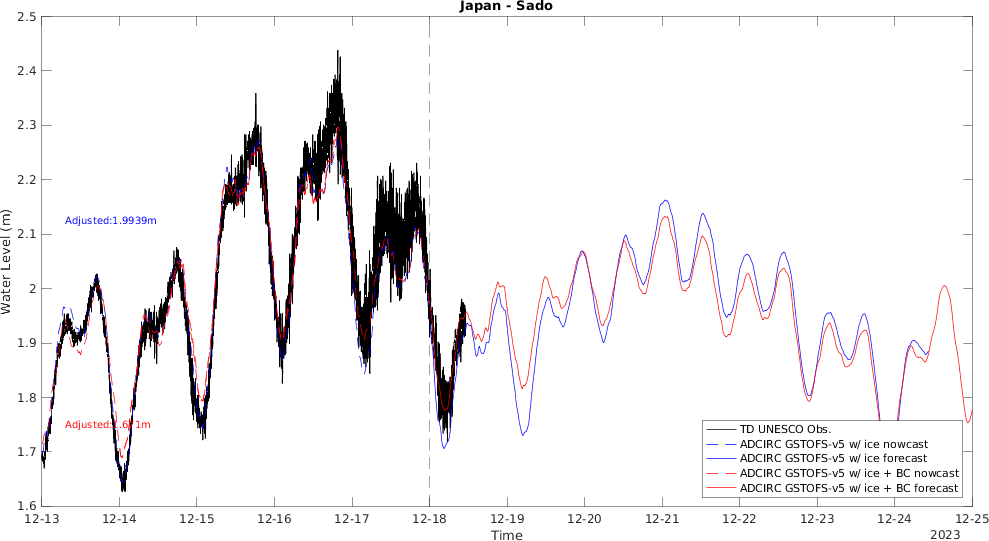 Japan - Sado
2.5
2.4
2.3
2.2
2.1
2
1.9
1.8
1.7
1.6
Water Level (m)
Adjusted:1.9939m
Adjusted:
TD UNESCO Obs.
ADCIRC GSTOFS-v5 w/ ice nowcast
ADCIRC GSTOFS-v5 w/ ice forecast
ADCIRC GSTOFS-v5 w/ ice + BC nowcast
ADCIRC GSTOFS-v5 w/ ice + BC forecast
12-13 12-14 12-15 12-16 12-17 12-18 12-19 12-20 12-21 12-22 12-23 12-24 12-25
Time
2023